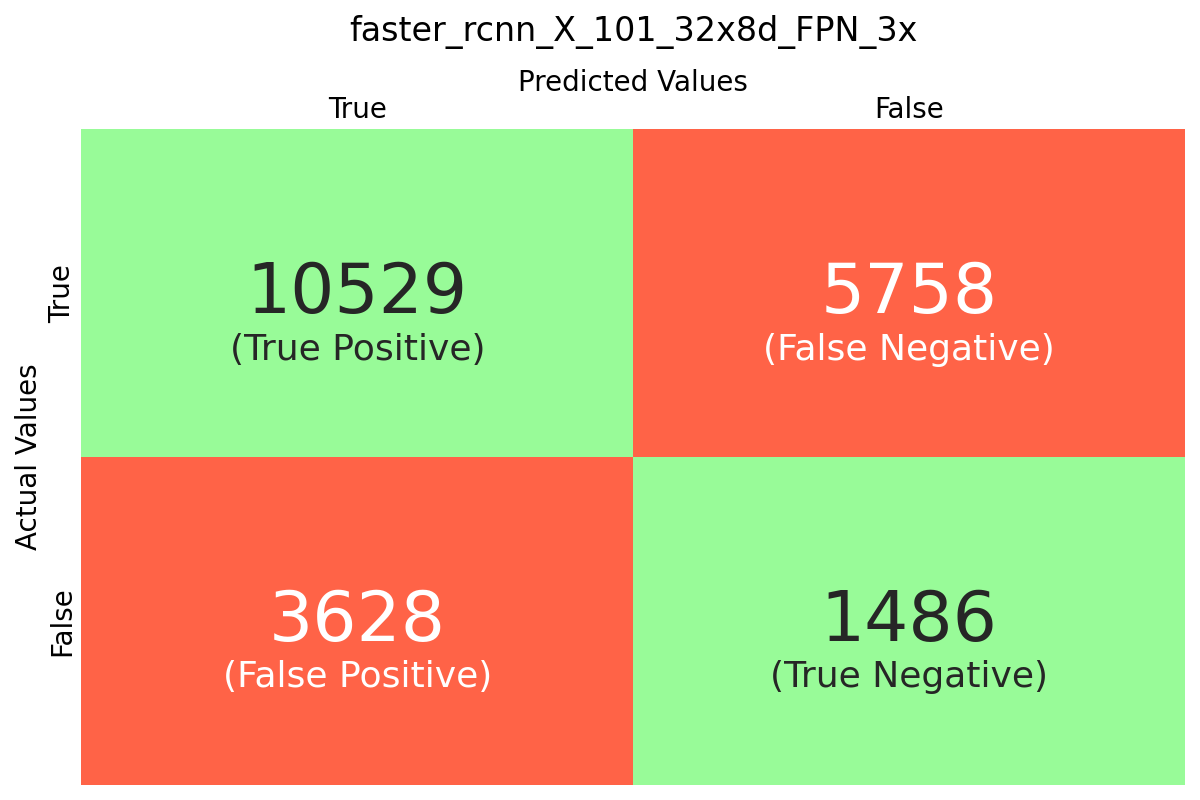 faster_rcnn_X_101_32x8d_FPN_3x
Predicted Values
True
False
Actual Values
True
10529
(True Positive)
5758
(False Negative)
False
3628
(False Positive)
1486
(True Negative)